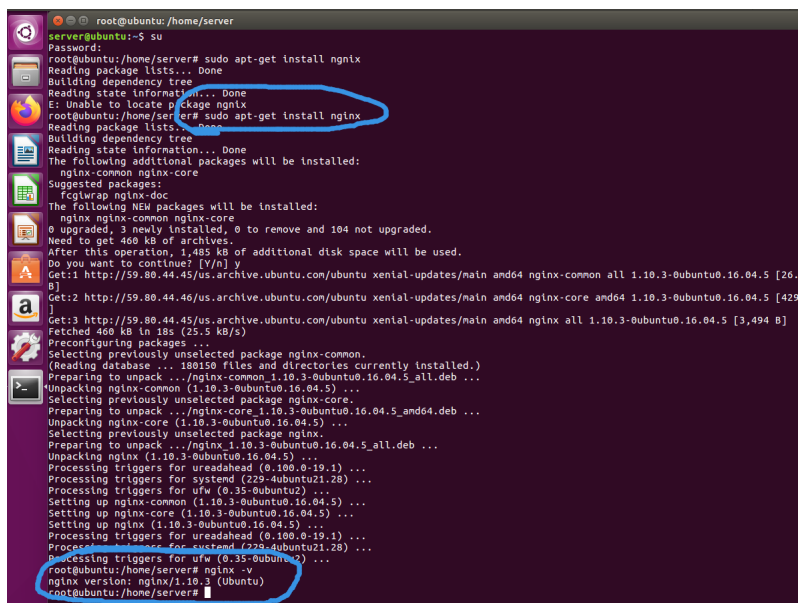 root@ubuntu: /home/server
server@ubuntu:~$ su
Password:
root@ubuntu:/home/server# sudo apt-get install ngnix
Reading package lists... Done
Building dependency tree
Reading state information... Done
E: Unable to locate package ngnix
root@ubuntu:/home/server# sudo apt-get install nginx
Reading package lists... Done
Building dependency tree
Reading state information... Done
The following additional packages will be installed:
  nginx-common nginx-core
Suggested packages:
  fcgiwrap nginx-doc
The following NEW packages will be installed:
  nginx nginx-common nginx-core
0 upgraded, 3 newly installed, 0 to remove and 104 not upgraded.
Need to get 460 kB of archives.
After this operation, 1,485 kB of additional disk space will be used.
Do you want to continue? [Y/n] y
Get:1 http://59.80.44.45/us.archive.ubuntu.com/ubuntu xenial-updates/main amd64 nginx-common all 1.10.3-0ubuntu0.16.04.5 [26.
B]
Get:2 http://59.80.44.46/us.archive.ubuntu.com/ubuntu xenial-updates/main amd64 nginx-core amd64 1.10.3-0ubuntu0.16.04.5 [429
]
Get:3 http://59.80.44.45/us.archive.ubuntu.com/ubuntu xenial-updates/main amd64 nginx all 1.10.3-0ubuntu0.16.04.5 [3,494 B]
Fetched 460 kB in 18s (25.5 kB/s)
Preconfiguring packages ...
Selecting previously unselected package nginx-common.
(Reading database ... 180150 files and directories currently installed.)
Preparing to unpack .../nginx-common_1.10.3-0ubuntu0.16.04.5_all.deb ...
Unpacking nginx-common (1.10.3-0ubuntu0.16.04.5) ...
Selecting previously unselected package nginx-core.
Preparing to unpack .../nginx-core_1.10.3-0ubuntu0.16.04.5_amd64.deb ...
Unpacking nginx-core (1.10.3-0ubuntu0.16.04.5) ...
Selecting previously unselected package nginx.
Preparing to unpack .../nginx_1.10.3-0ubuntu0.16.04.5_all.deb ...
Unpacking nginx (1.10.3-0ubuntu0.16.04.5) ...
Processing triggers for ureadahead (0.100.0-19.1) ...
Processing triggers for systemd (229-4ubuntu21.28) ...
Processing triggers for ufw (0.35-0ubuntu2) ...
Setting up nginx-common (1.10.3-0ubuntu0.16.04.5) ...
Setting up nginx-core (1.10.3-0ubuntu0.16.04.5) ...
Setting up nginx (1.10.3-0ubuntu0.16.04.5) ...
Processing triggers for ureadahead (0.100.0-19.1) ...
Processing triggers for systemd (229-4ubuntu21.28) ...
Processing triggers for ufw (0.35-0ubuntu2) ...
root@ubuntu:/home/server# nginx -v
nginx version: nginx/1.10.3 (Ubuntu)
root@ubuntu:/home/server#